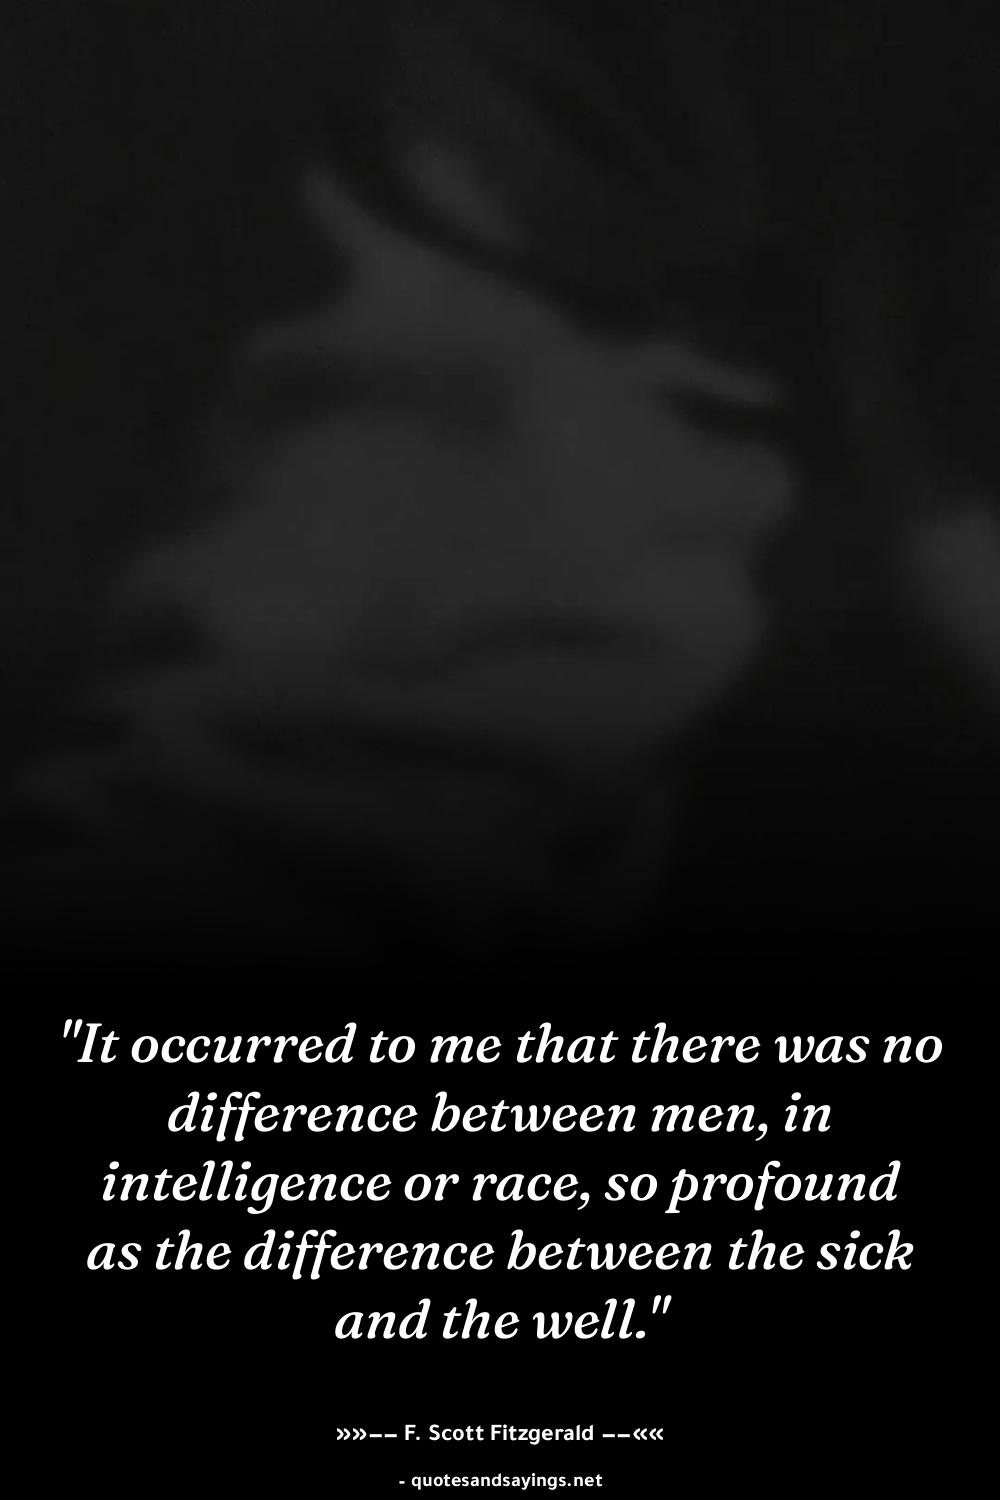 "It occurred to me that there was no
difference between men, in
intelligence or race, so profound
as the difference between the sick
and the well."
»»−− F. Scott Fitzgerald −−««
- quotesandsayings.net